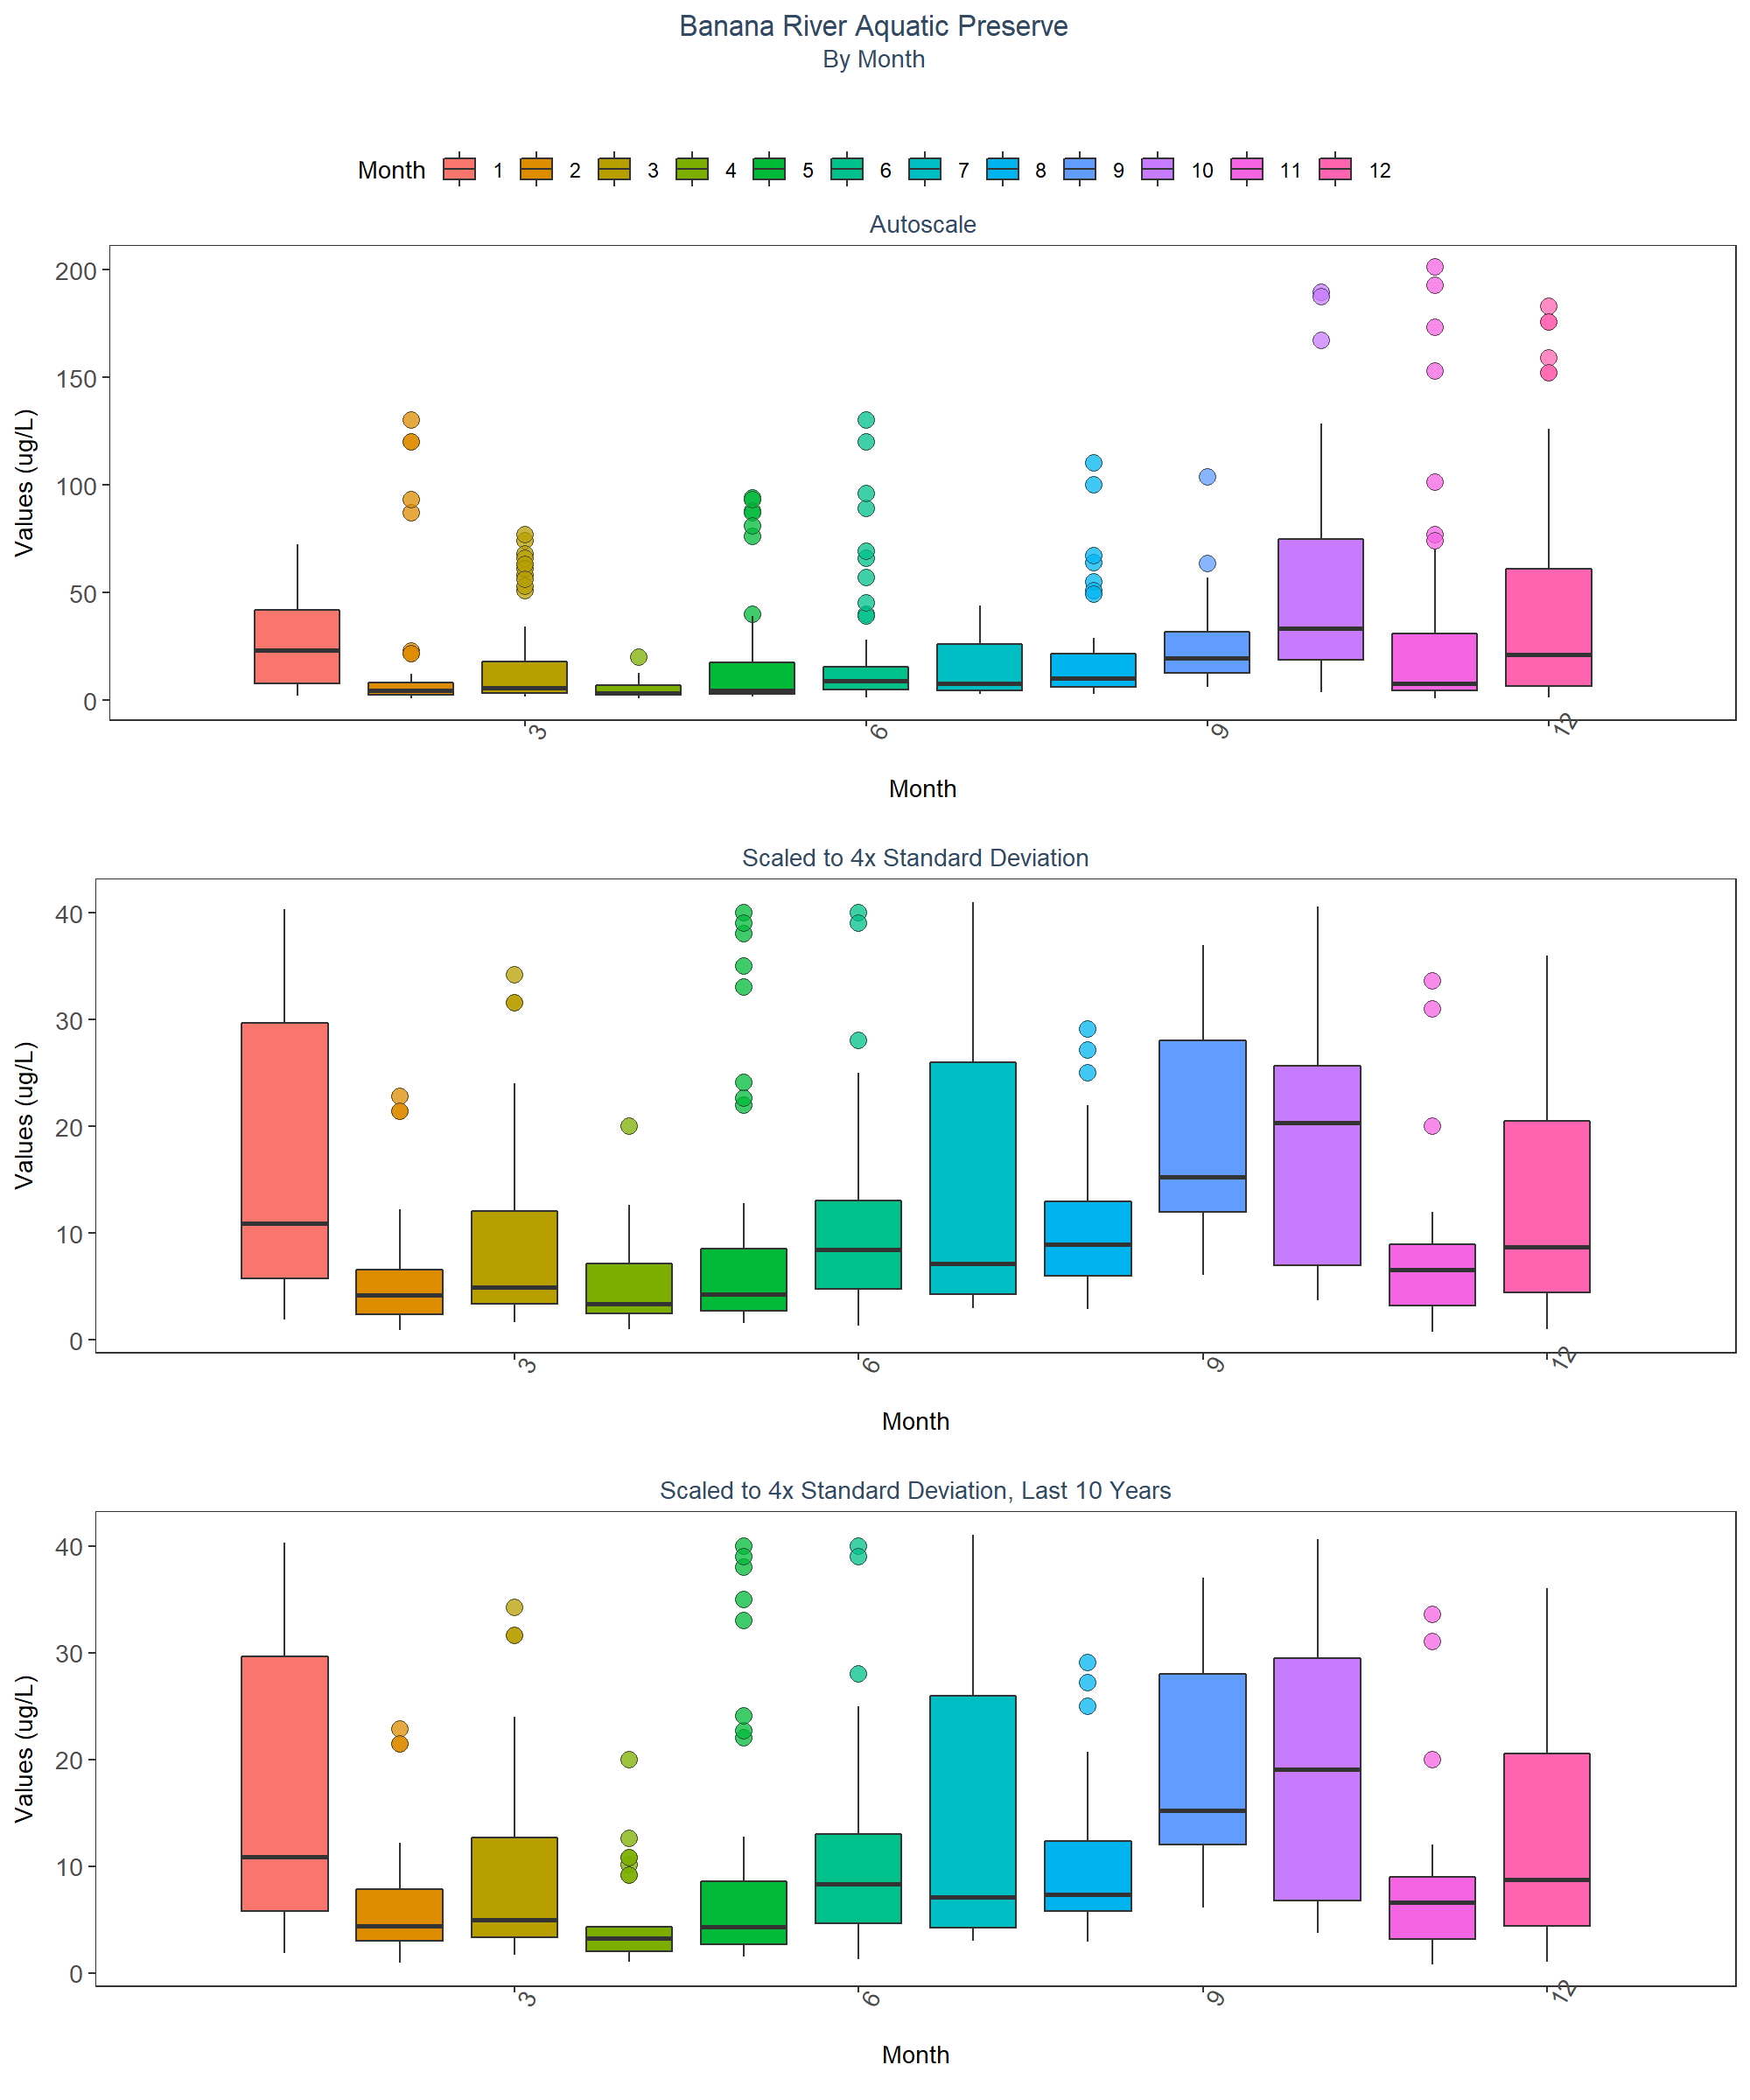 Banana River Aquatic Preserve
By Month
Month 1 2 3 4 5 6 7 8 9 10 11 12
Autoscale
200
150
100
50
0
Values (ug/L)
3 6 9 12
Month
Scaled to 4x Standard Deviation
40
30
20
10
0
Values (ug/L)
3 6 9 12
Month
Scaled to 4x Standard Deviation, Last 10 Years
40
30
20
10
0
Values (ug/L)
3 6 9 12
Month